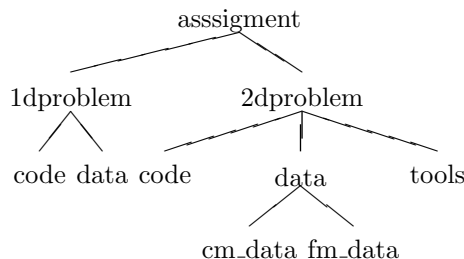 asssigment
1dproblem 2dproblem
code data code data tools
cm_data fm_data